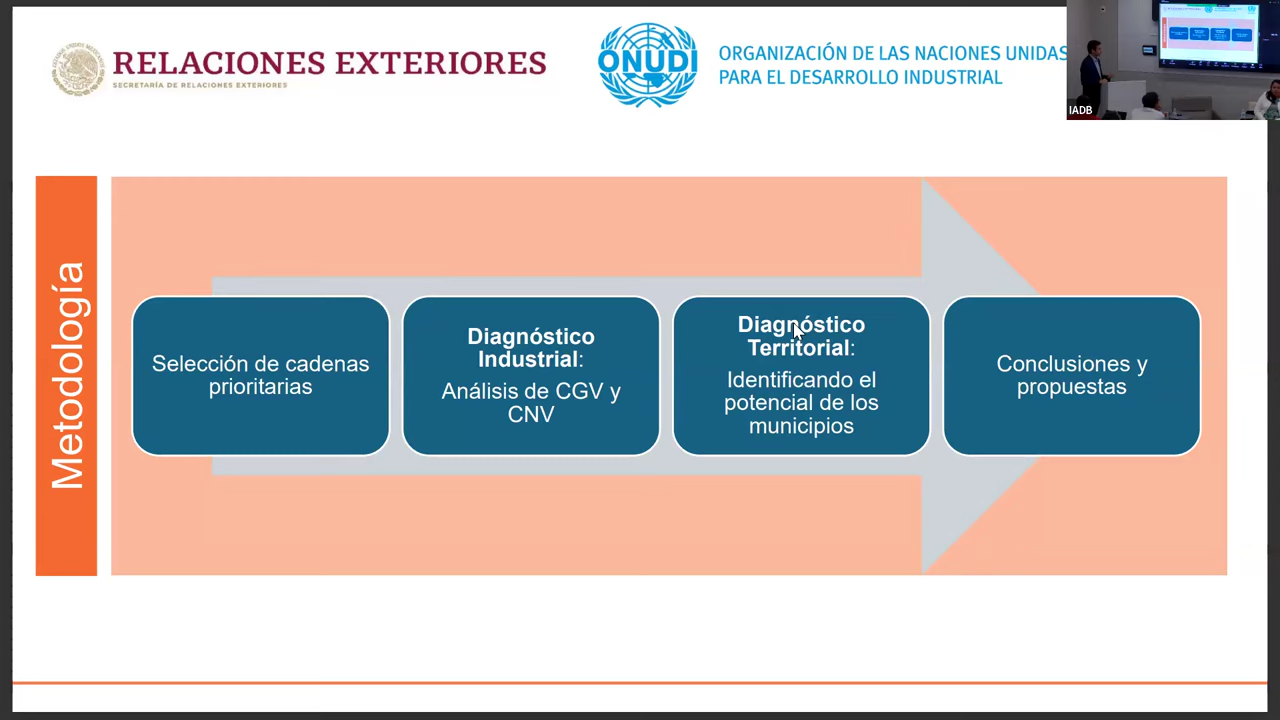 RELACIONES EXTERIORES
SECRETARÍA DE RELACIONES EXTERIORES
ONUDI
ORGANIZACIÓN DE LAS NACIONES UNIDAS
PARA EL DESARROLLO INDUSTRIAL
IADB
Metodología
Selección de cadenas
prioritarias
Diagnóstico
Industrial:
Análisis de CGV y
CNV
Diagnóstico
Territorial:
Identificando el
potencial de los
municipios
Conclusiones y
propuestas